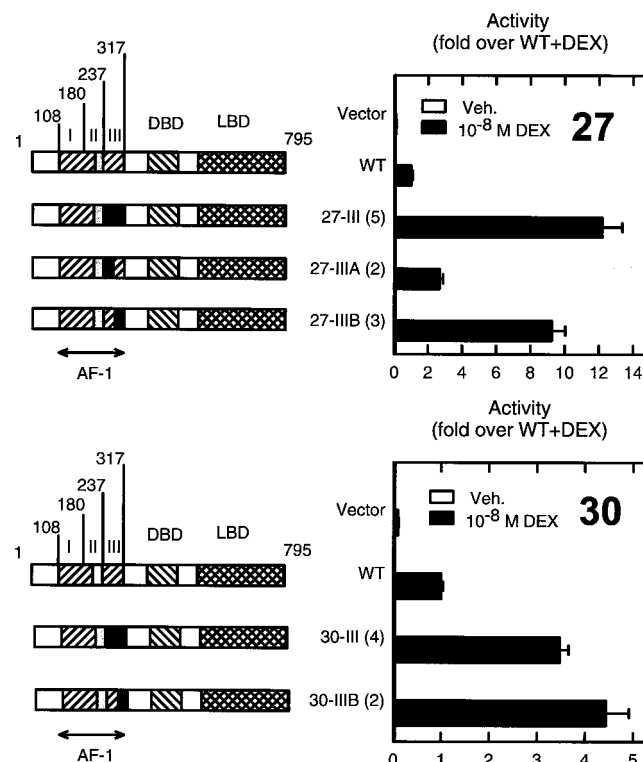 Activity
(fold over WT+DEX)
317
237
180
108
I II III
DBD
LBD
1
795
Vector
Veh.
10⁻⁸ M DEX
27
WT
27-III (5)
27-IIIA (2)
27-IIIB (3)
AF-1
0 2 4 6 8 10 12 14
Activity
(fold over WT+DEX)
317
237
180
108
I II III
DBD
LBD
1
795
Vector
Veh.
10⁻⁸ M DEX
30
WT
30-III (4)
30-IIIB (2)
AF-1
0 1 2 3 4 5